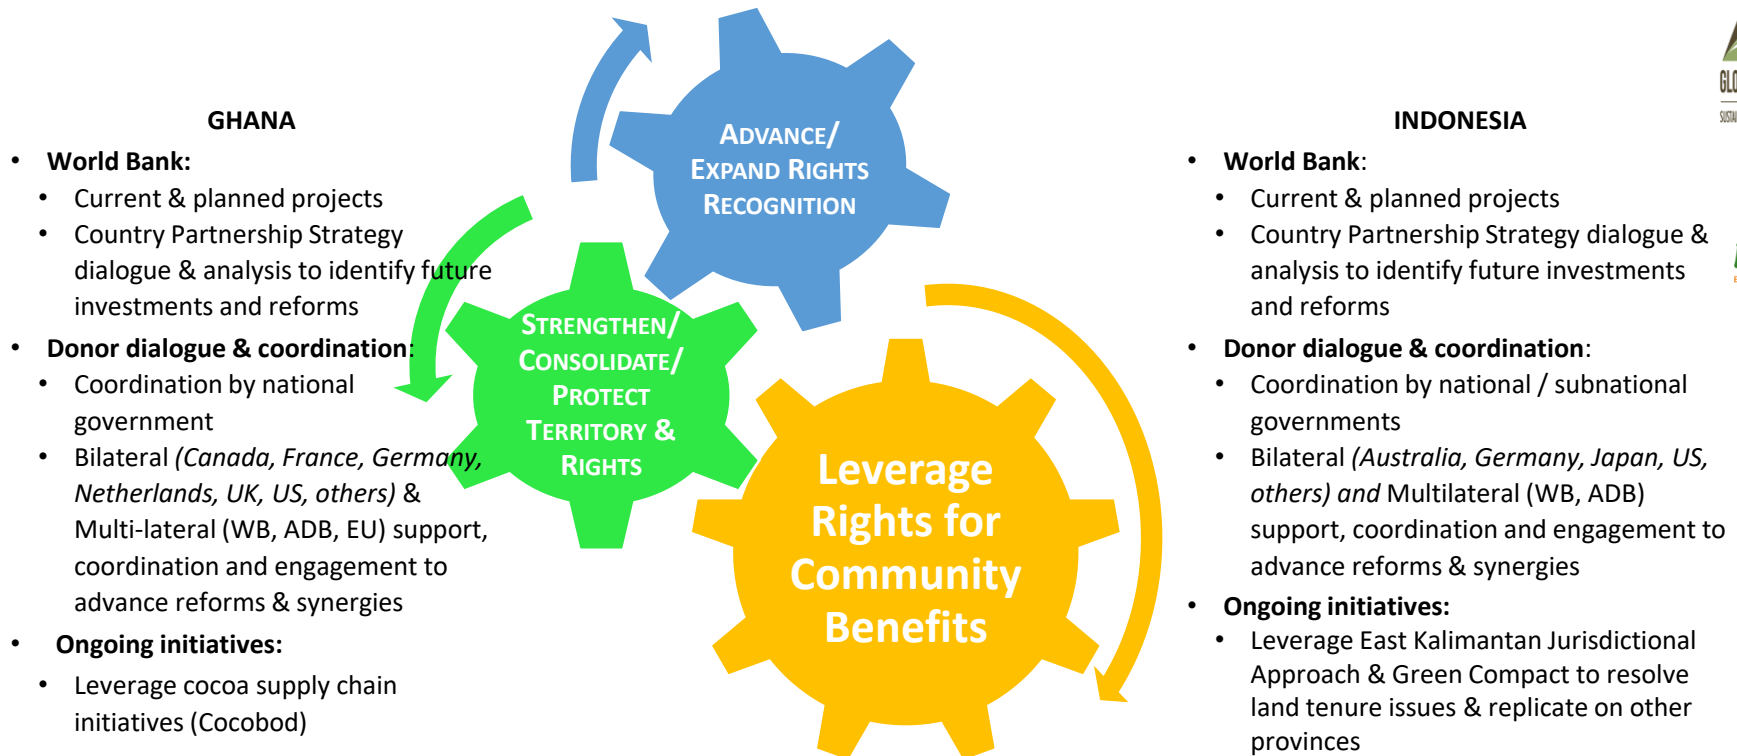 GHANA
• World Bank:
• Current & planned projects
• Country Partnership Strategy
dialogue & analysis to identify future
investments and reforms
• Donor dialogue & coordination:
• Coordination by national
government
• Bilateral (Canada, France, Germany,
Netherlands, UK, US, others) &
Multi-lateral (WB, ADB, EU) support,
coordination and engagement to
advance reforms & synergies
• Ongoing initiatives:
• Leverage cocoa supply chain
initiatives (Cocobod)
ADVANCE/
EXPAND RIGHTS
RECOGNITION
STRENGTHEN/
CONSOLIDATE/
PROTECT
TERRITORY &
RIGHTS
Leverage
Rights for
Community
Benefits
INDONESIA
• World Bank:
• Current & planned projects
• Country Partnership Strategy dialogue &
analysis to identify future investments
and reforms
• Donor dialogue & coordination:
• Coordination by national / subnational
governments
• Bilateral (Australia, Germany, Japan, US,
others) and Multilateral (WB, ADB)
support, coordination and engagement to
advance reforms & synergies
• Ongoing initiatives:
• Leverage East Kalimantan Jurisdictional
Approach & Green Compact to resolve
land tenure issues & replicate on other
provinces